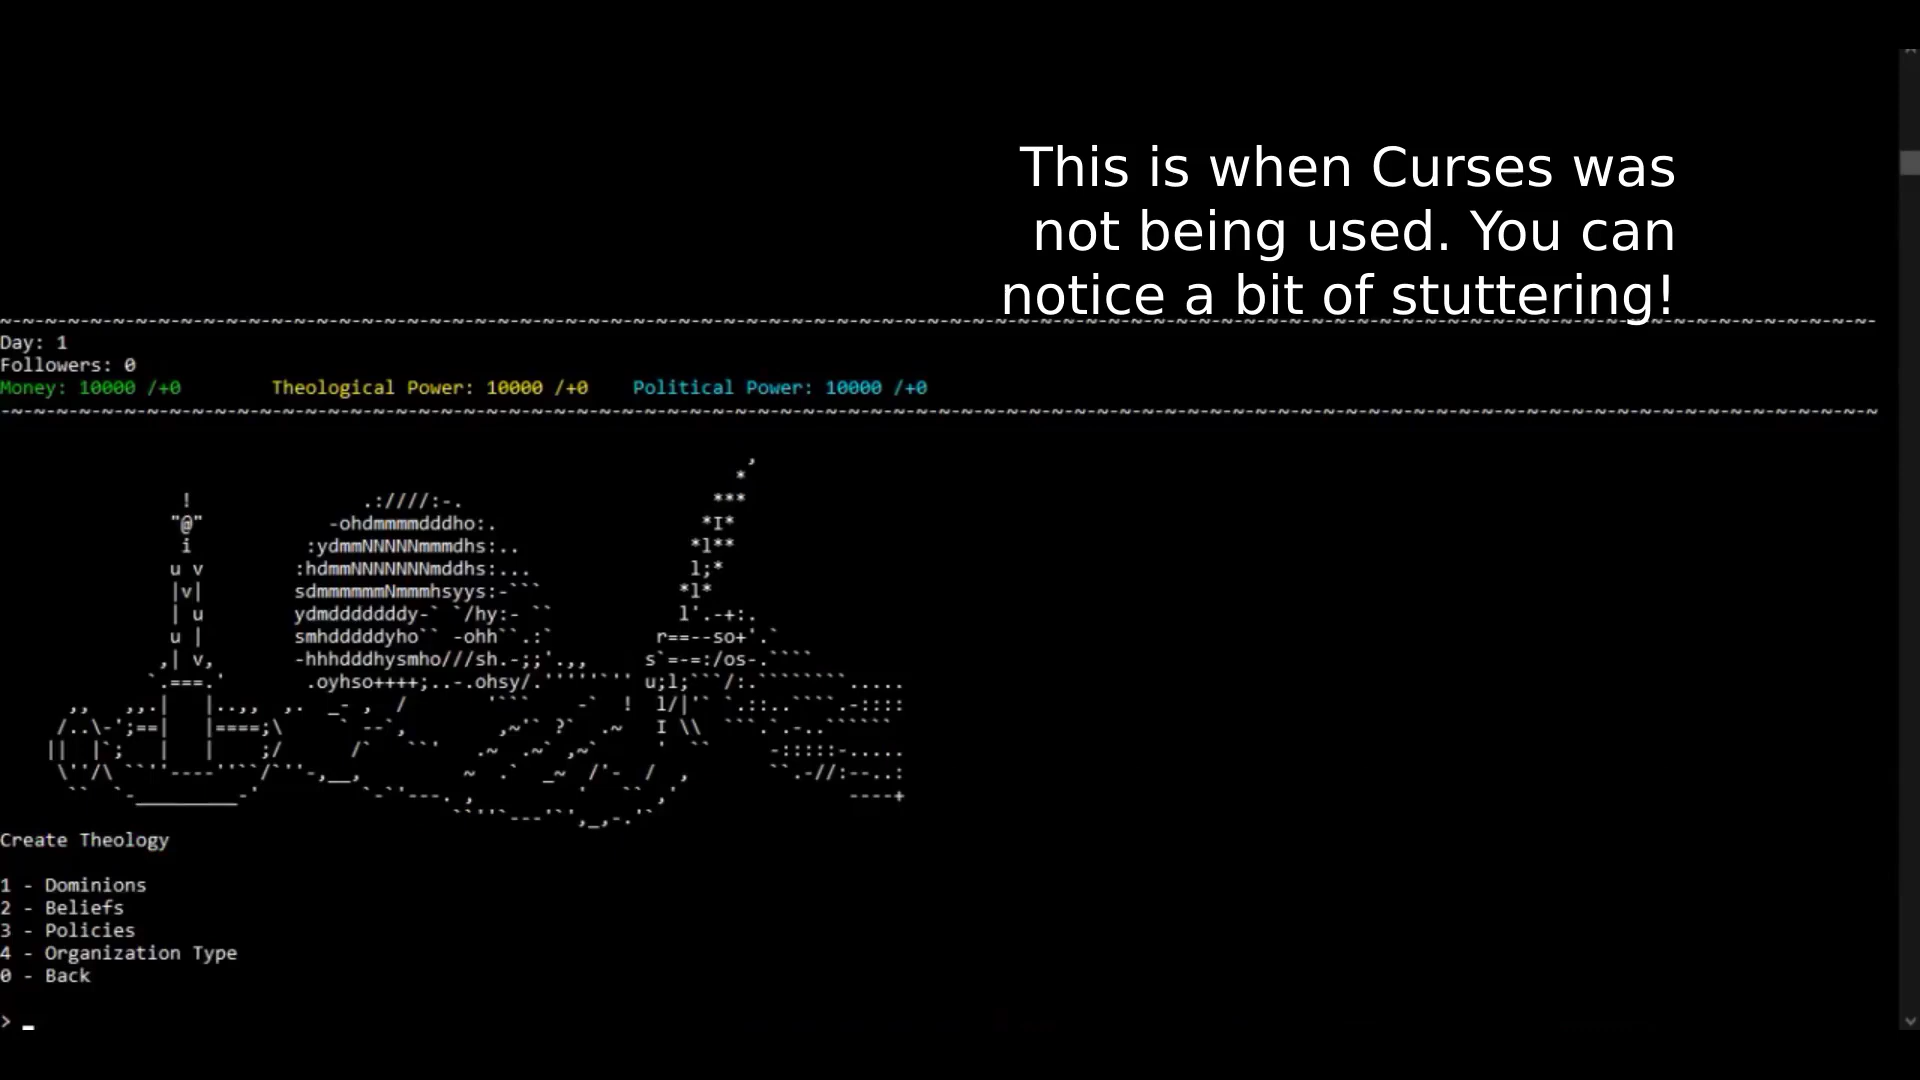 This is when Curses was
not being used. You can
notice a bit of stuttering!
Day: 1
Followers: 0
Money: 10000 /+0 Theological Power: 10000 /+0 Political Power: 10000 /+0
Create Theology
1 - Dominions
2 - Beliefs
3 - Policies
4 - Organization Type
0 - Back
>